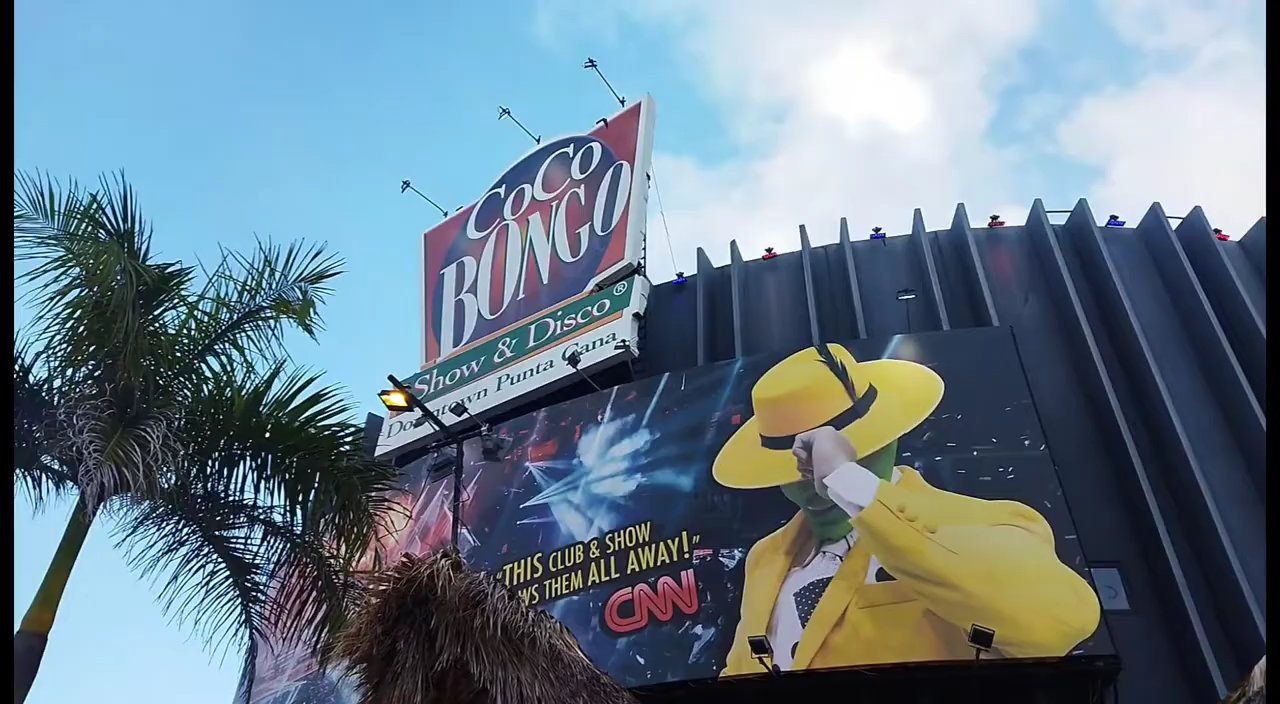 CoCo
BONGO
Show & Disco®
Downtown Punta Cana
"THIS CLUB & SHOW
THEM ALL AWAY!"
CNN